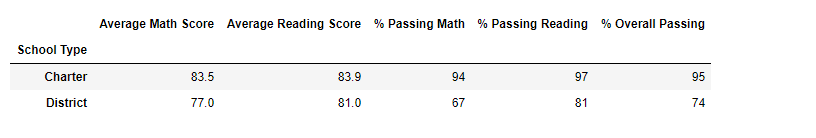 Average Math Score Average Reading Score % Passing Math % Passing Reading % Overall Passing
School Type
Charter 83.5 83.9 94 97 95
District 77.0 81.0 67 81 74